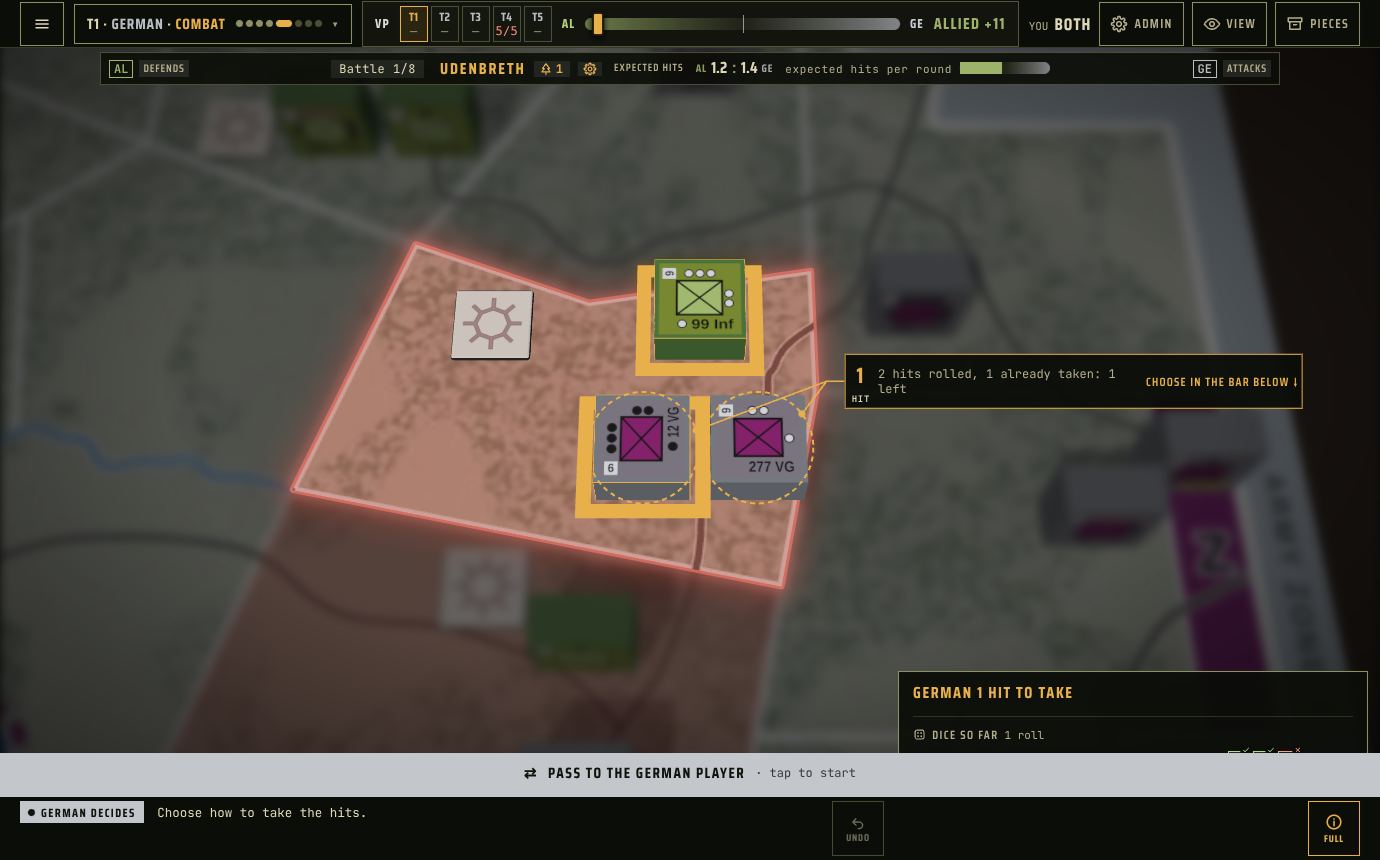 T1 · GERMAN · COMBAT
VP
T1
–
T2
–
T3
–
T4
5/5
T5
–
AL
GE
ALLIED +11
YOU BOTH
ADMIN
VIEW
PIECES
AL
DEFENDS
Battle 1/8
UDENBRETH
1
EXPECTED HITS
AL 1.2 : 1.4 GE
expected hits per round
GE
ATTACKS
6
99 Inf
12 VG
6
6
277 VG
1
HIT
2 hits rolled, 1 already taken: 1
left
CHOOSE IN THE BAR BELOW ↓
2
GERMAN 1 HIT TO TAKE
DICE SO FAR 1 roll
PASS TO THE GERMAN PLAYER · tap to start
GERMAN DECIDES
Choose how to take the hits.
UNDO
FULL